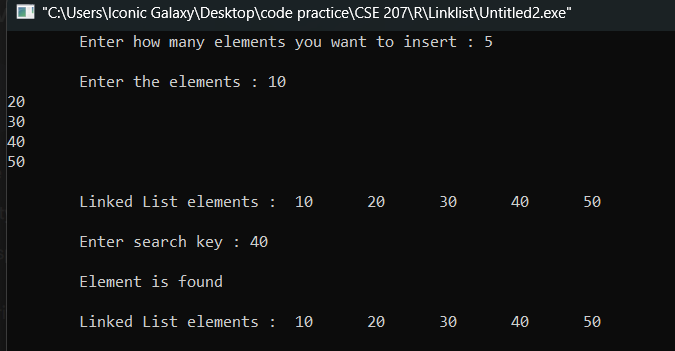 "C:\Users\Iconic Galaxy\Desktop\code practice\CSE 207\R\Linklist\Untitled2.exe"
Enter how many elements you want to insert : 5
Enter the elements : 10
20
30
40
50
Linked List elements :  10      20      30      40      50
Enter search key : 40
Element is found
Linked List elements :  10      20      30      40      50